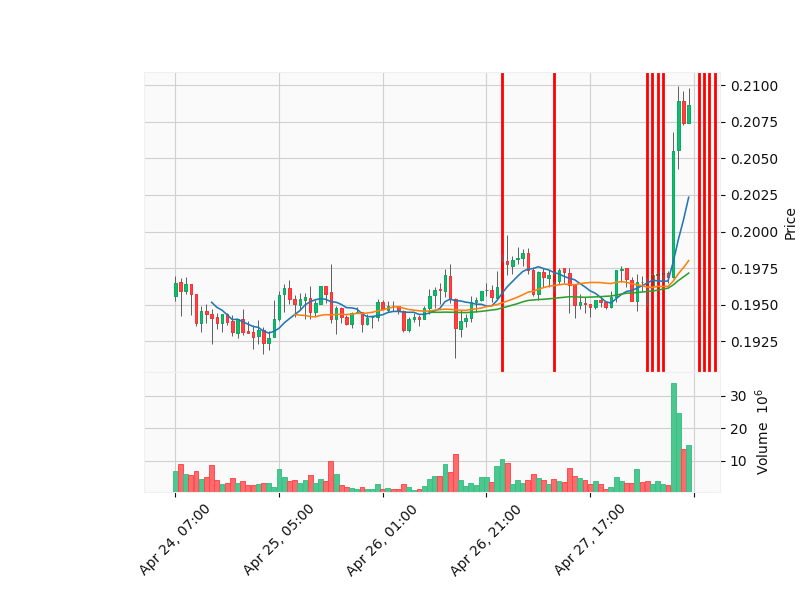 0.2100
0.2075
0.2050
0.2025
0.2000
0.1975
0.1950
0.1925
Price
30
20
10
Volume 10^6
Apr 24, 07:00
Apr 25, 05:00
Apr 26, 01:00
Apr 26, 21:00
Apr 27, 17:00